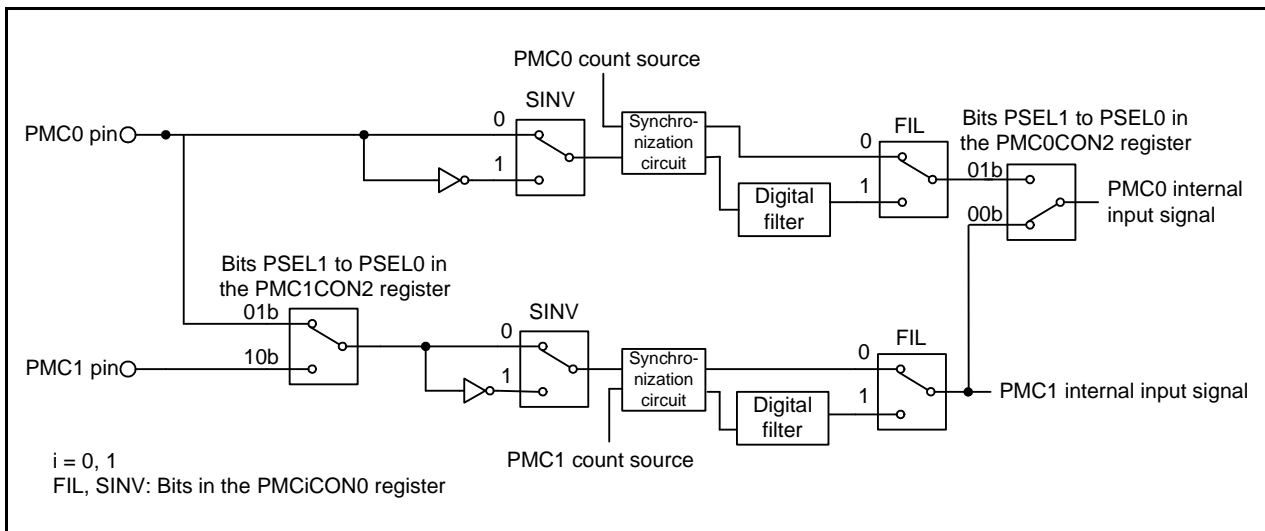 PMC0 count source
SINV
PMC0 pin
0
1
Synchro-
nization
circuit
Digital
filter
FIL
0
1
Bits PSEL1 to PSEL0 in
the PMC0CON2 register
01b
00b
PMC0 internal
input signal
Bits PSEL1 to PSEL0 in
the PMC1CON2 register
01b
10b
PMC1 pin
SINV
0
1
Synchro-
nization
circuit
PMC1 count source
Digital
filter
FIL
0
1
PMC1 internal input signal
i = 0, 1
FIL, SINV: Bits in the PMCiCON0 register